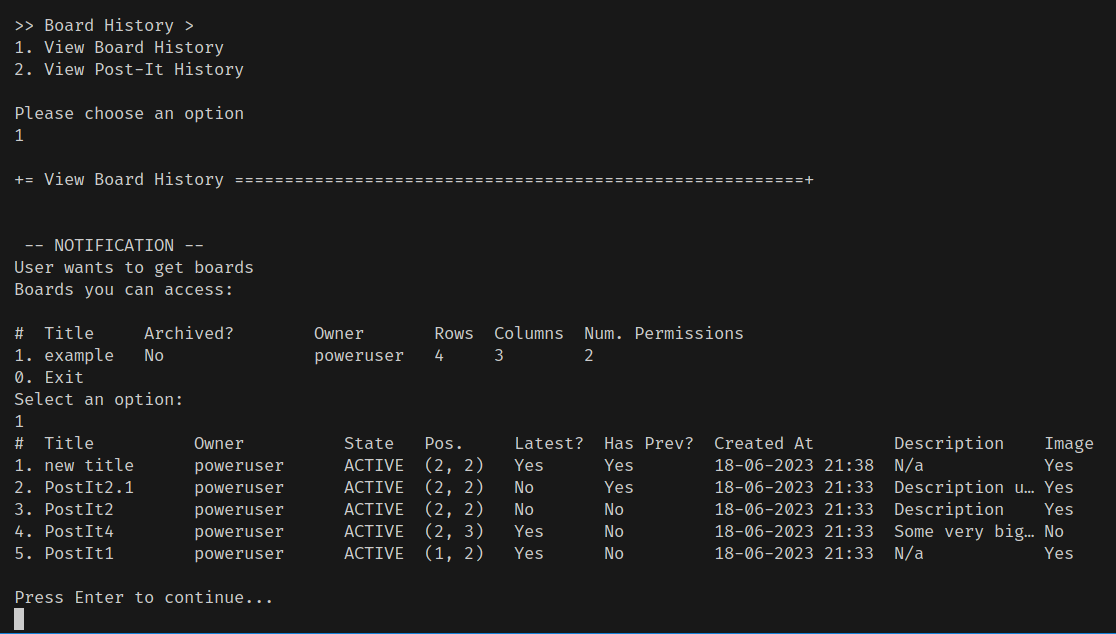 >> Board History >
1. View Board History
2. View Post-It History
Please choose an option
1
+= View Board History =========================================================+
-- NOTIFICATION --
User wants to get boards
Boards you can access:
#  Title     Archived?        Owner       Rows  Columns  Num. Permissions
1. example   No               poweruser   4     3        2
0. Exit
Select an option:
1
#  Title          Owner          State   Pos.     Latest?  Has Prev?  Created At        Description    Image
1. new title      poweruser      ACTIVE  (2, 2)   Yes      Yes        18-06-2023 21:38  N/a            Yes
2. PostIt2.1      poweruser      ACTIVE  (2, 2)   No       Yes        18-06-2023 21:33  Description u… Yes
3. PostIt2        poweruser      ACTIVE  (2, 2)   No       No         18-06-2023 21:33  Description    Yes
4. PostIt4        poweruser      ACTIVE  (2, 3)   Yes      No         18-06-2023 21:33  Some very big… No
5. PostIt1        poweruser      ACTIVE  (1, 2)   Yes      No         18-06-2023 21:33  N/a            Yes
Press Enter to continue...